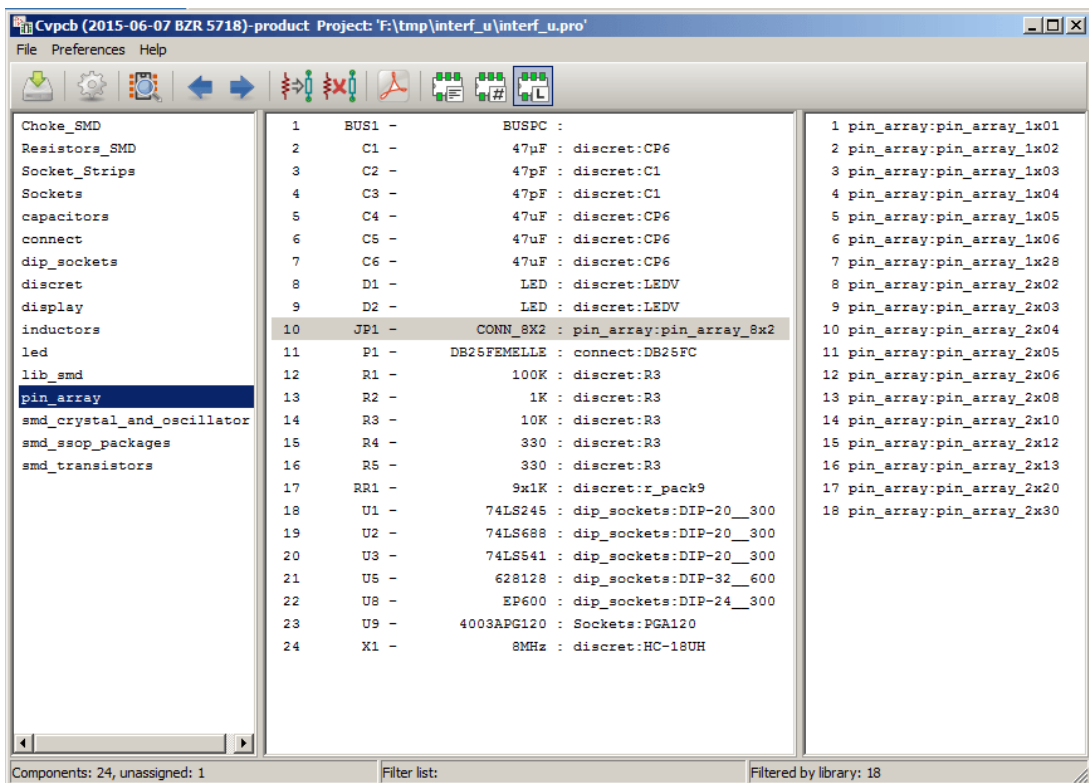 Cvpcb (2015-06-07 BZR 5718)-product Project: 'F:\tmp\interf_u\interf_u.pro'
File Preferences Help
Choke_SMD
Resistors_SMD
Socket_Strips
Sockets
capacitors
connect
dip_sockets
discret
display
inductors
led
lib_smd
pin_array
smd_crystal_and_oscillator
smd_ssop_packages
smd_transistors
1 BUS1 - BUSPC :
2 C1 - 47µF : discret:CP6
3 C2 - 47pF : discret:C1
4 C3 - 47pF : discret:C1
5 C4 - 47uF : discret:CP6
6 C5 - 47uF : discret:CP6
7 C6 - 47uF : discret:CP6
8 D1 - LED : discret:LEDV
9 D2 - LED : discret:LEDV
10 JP1 - CONN_8X2 : pin_array:pin_array_8x2
11 P1 - DB25FEMELLE : connect:DB25FC
12 R1 - 100K : discret:R3
13 R2 - 1K : discret:R3
14 R3 - 10K : discret:R3
15 R4 - 330 : discret:R3
16 R5 - 330 : discret:R3
17 RR1 - 9x1K : discret:r_pack9
18 U1 - 74LS245 : dip_sockets:DIP-20__300
19 U2 - 74LS688 : dip_sockets:DIP-20__300
20 U3 - 74LS541 : dip_sockets:DIP-20__300
21 U5 - 628128 : dip_sockets:DIP-32__600
22 U8 - EP600 : dip_sockets:DIP-24__300
23 U9 - 4003APG120 : Sockets:PGA120
24 X1 - 8MHz : discret:HC-18UH
1 pin_array:pin_array_1x01
2 pin_array:pin_array_1x02
3 pin_array:pin_array_1x03
4 pin_array:pin_array_1x04
5 pin_array:pin_array_1x05
6 pin_array:pin_array_1x06
7 pin_array:pin_array_1x28
8 pin_array:pin_array_2x02
9 pin_array:pin_array_2x03
10 pin_array:pin_array_2x04
11 pin_array:pin_array_2x05
12 pin_array:pin_array_2x06
13 pin_array:pin_array_2x08
14 pin_array:pin_array_2x10
15 pin_array:pin_array_2x12
16 pin_array:pin_array_2x13
17 pin_array:pin_array_2x20
18 pin_array:pin_array_2x30
Components: 24, unassigned: 1
Filter list:
Filtered by library: 18